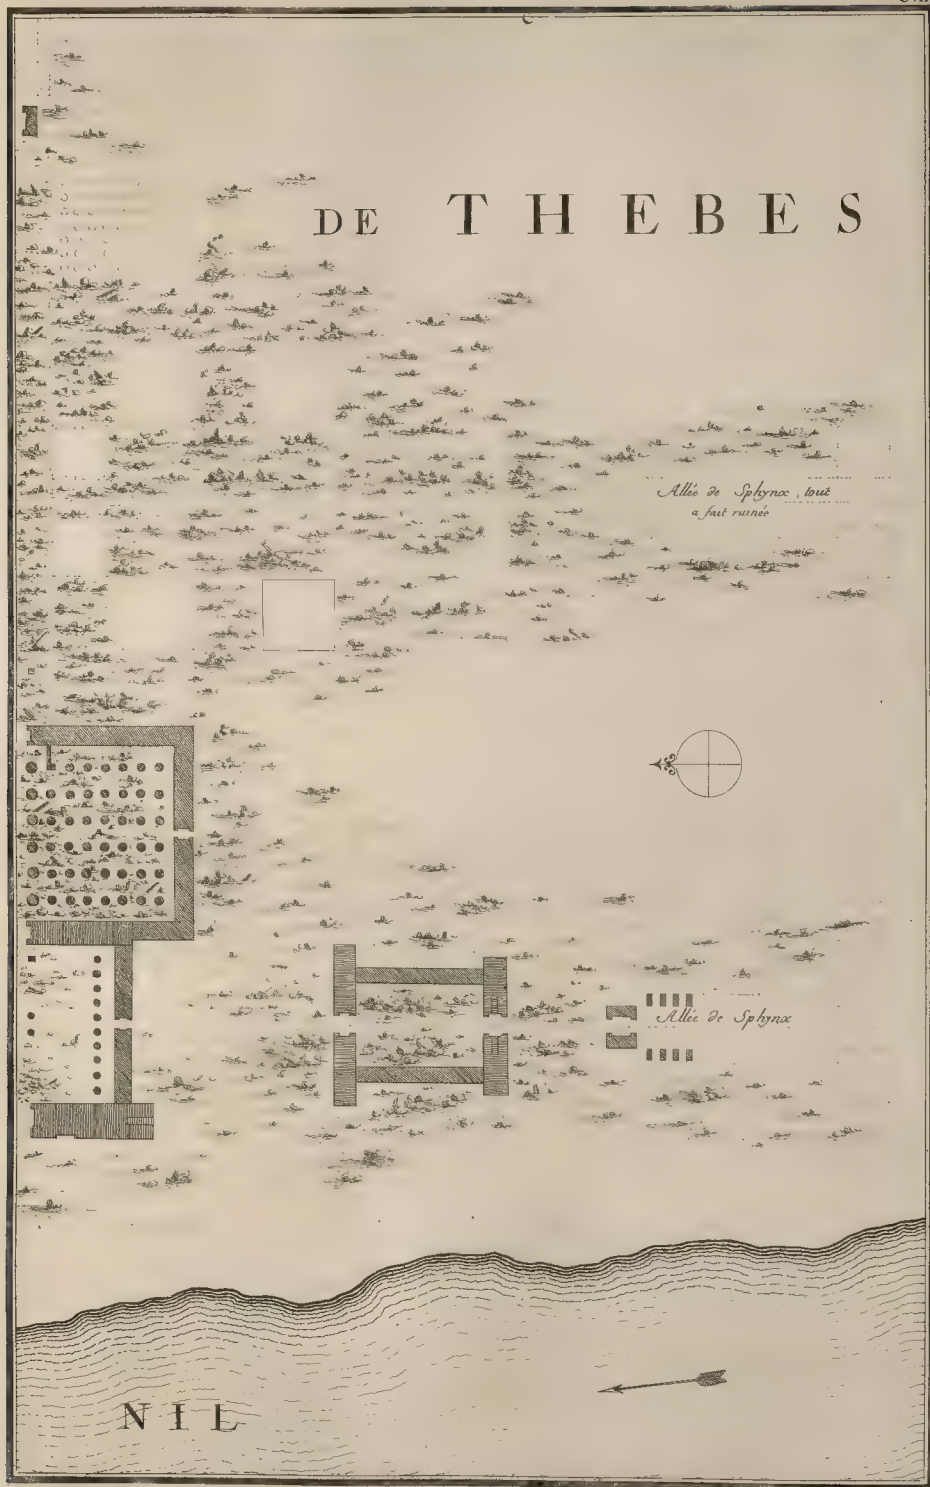 DE THEBES
Allée de Sphynx, tout
a fait ruinée
Allée de Sphynx
NIL